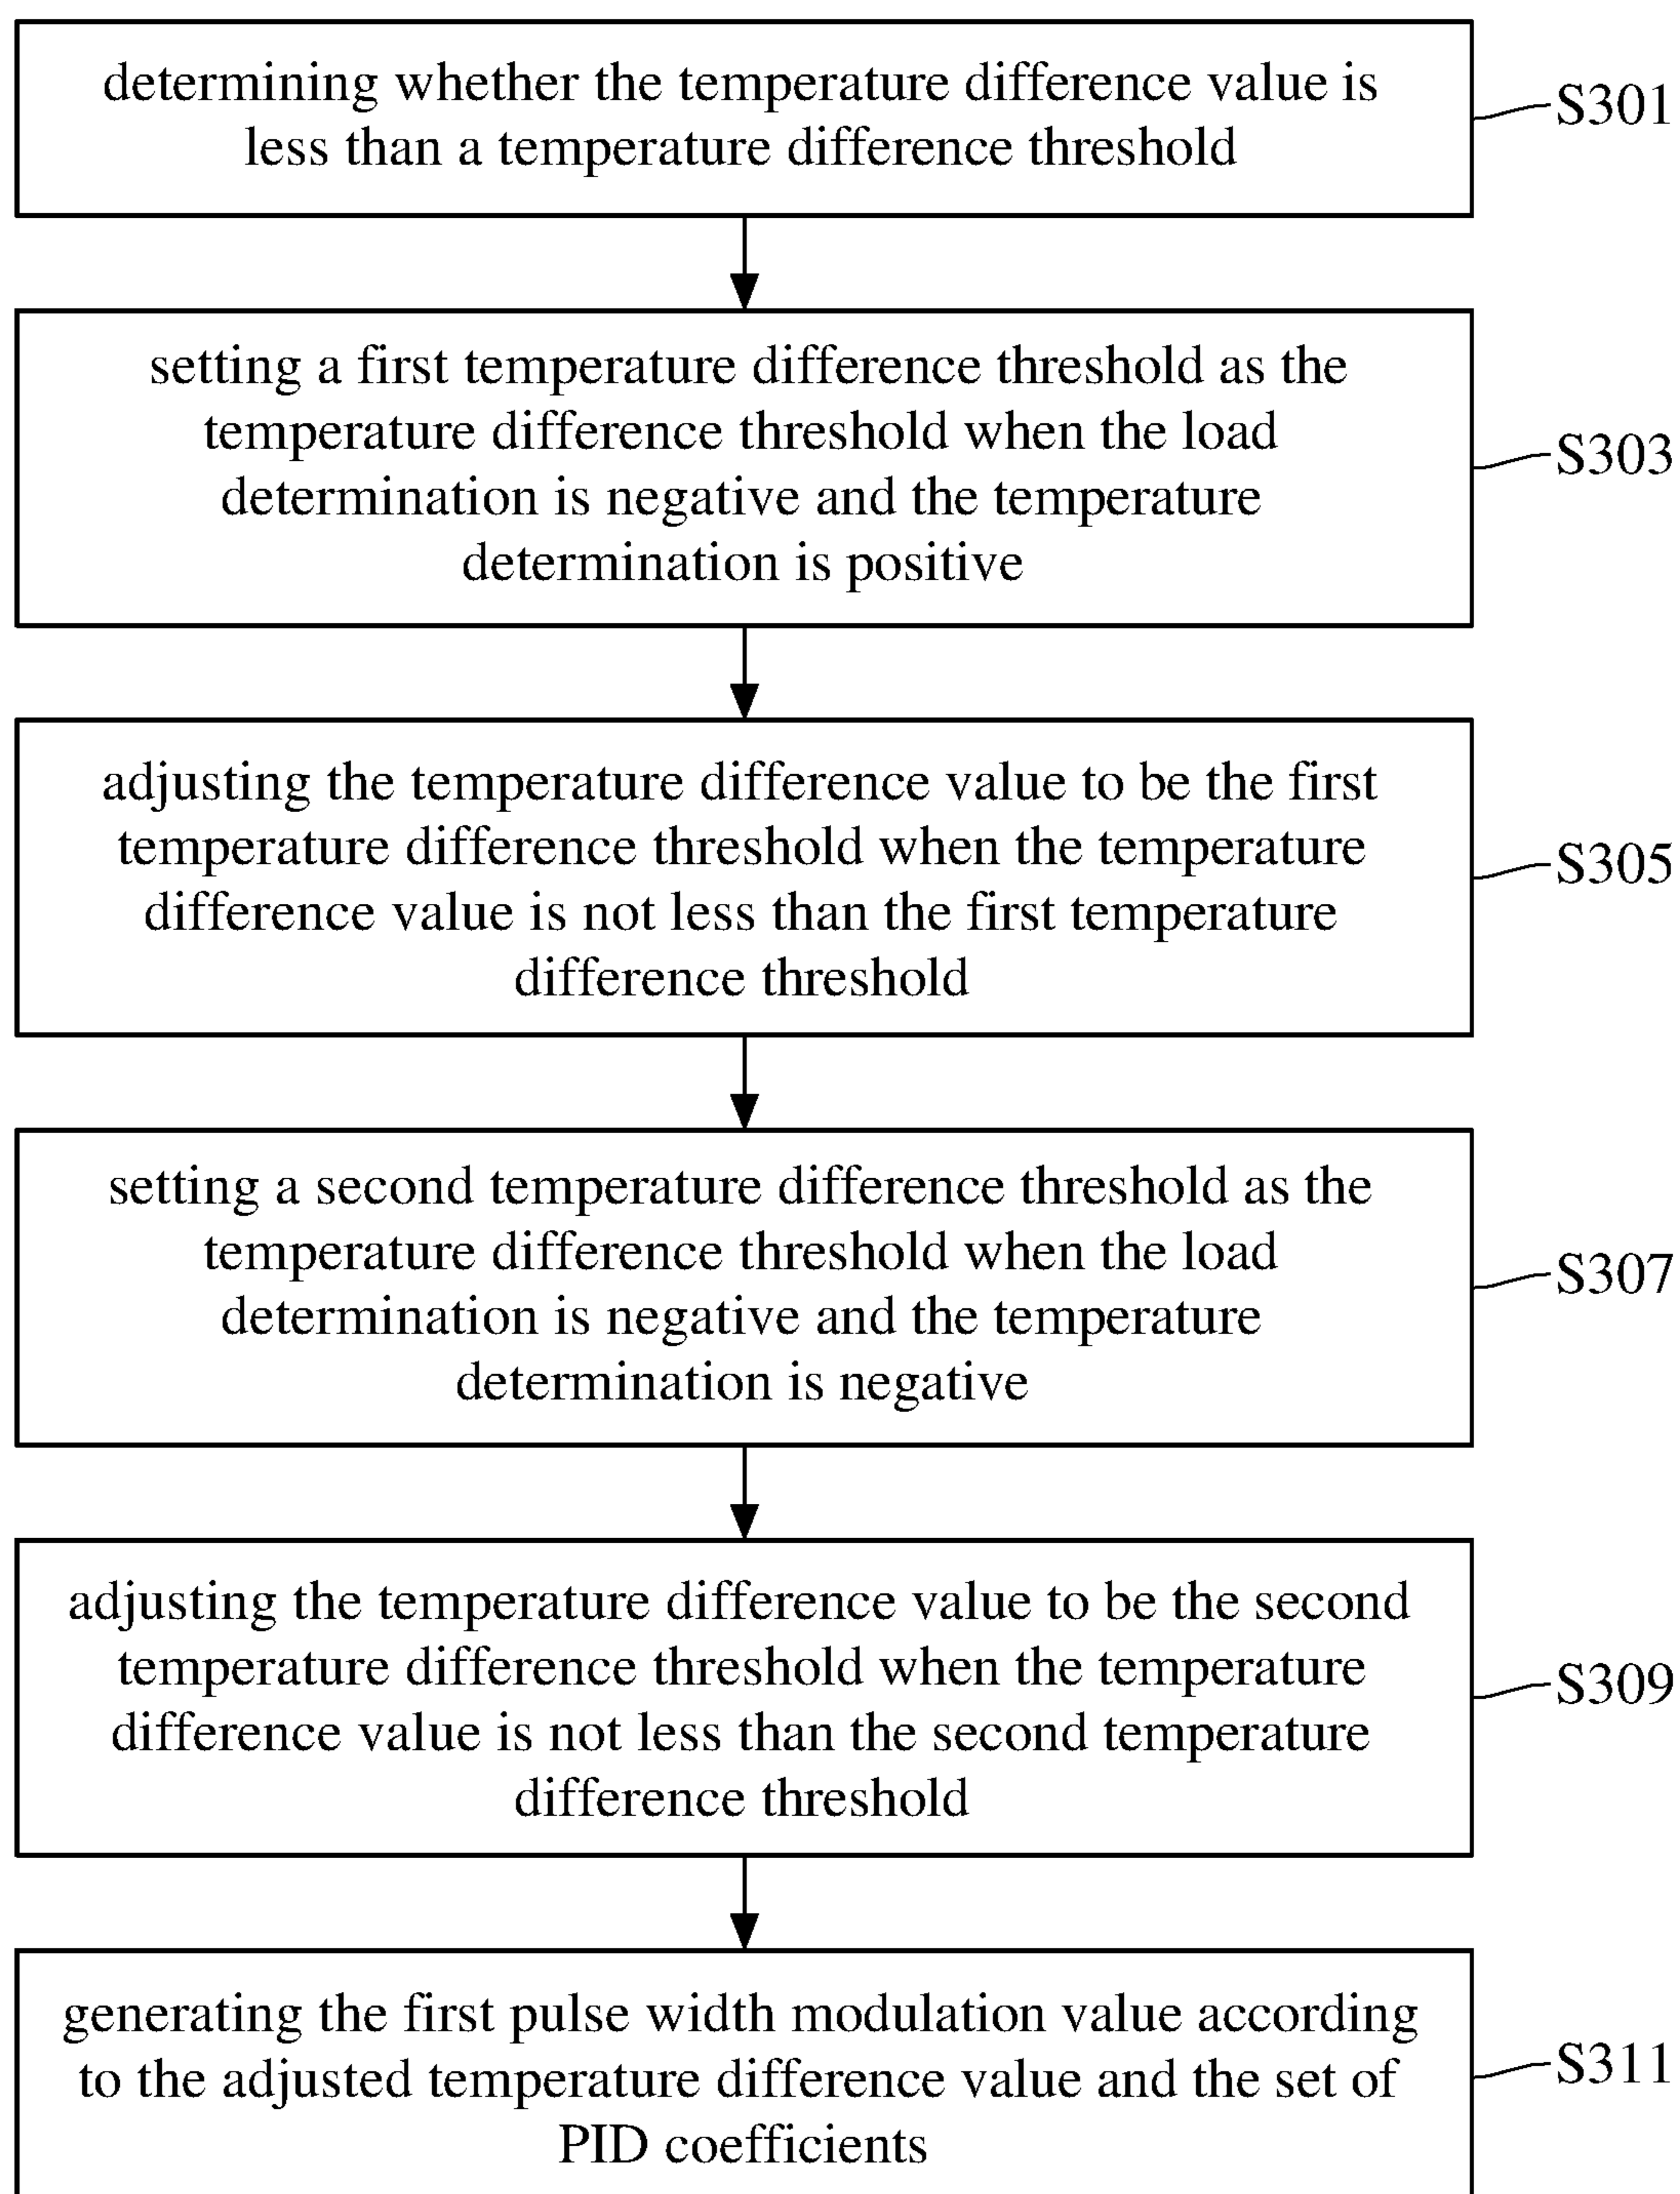 determining whether the temperature difference value is
less than a temperature difference threshold
S301
setting a first temperature difference threshold as the
temperature difference threshold when the load
determination is negative and the temperature
determination is positive
S303
adjusting the temperature difference value to be the first
temperature difference threshold when the temperature
difference value is not less than the first temperature
difference threshold
S305
setting a second temperature difference threshold as the
temperature difference threshold when the load
determination is negative and the temperature
determination is negative
S307
adjusting the temperature difference value to be the second
temperature difference threshold when the temperature
difference value is not less than the second temperature
difference threshold
S309
generating the first pulse width modulation value according
to the adjusted temperature difference value and the set of
PID coefficients
S311